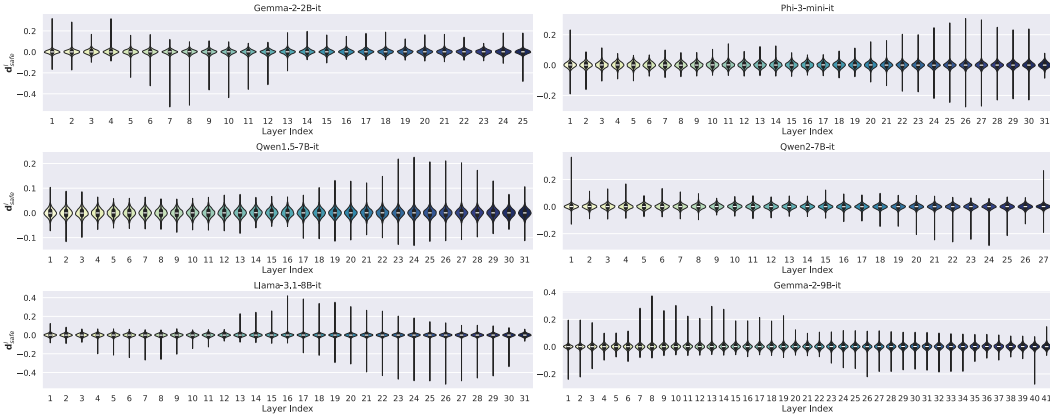 Gemma-2-2B-it
d^l_safe
0.2
0.0
−0.2
−0.4
1 2 3 4 5 6 7 8 9 10 11 12 13 14 15 16 17 18 19 20 21 22 23 24 25
Layer Index
Phi-3-mini-it
0.2
0.0
−0.2
1 2 3 4 5 6 7 8 9 10 11 12 13 14 15 16 17 18 19 20 21 22 23 24 25 26 27 28 29 30 31
Layer Index
Qwen1.5-7B-it
d^l_safe
0.2
0.1
0.0
−0.1
1 2 3 4 5 6 7 8 9 10 11 12 13 14 15 16 17 18 19 20 21 22 23 24 25 26 27 28 29 30 31
Layer Index
Qwen2-7B-it
0.2
0.0
−0.2
1 2 3 4 5 6 7 8 9 10 11 12 13 14 15 16 17 18 19 20 21 22 23 24 25 26 27
Layer Index
Llama-3.1-8B-it
d^l_safe
0.4
0.2
0.0
−0.2
−0.4
1 2 3 4 5 6 7 8 9 10 11 12 13 14 15 16 17 18 19 20 21 22 23 24 25 26 27 28 29 30 31
Layer Index
Gemma-2-9B-it
0.4
0.2
0.0
−0.2
1 2 3 4 5 6 7 8 9 10 11 12 13 14 15 16 17 18 19 20 21 22 23 24 25 26 27 28 29 30 31 32 33 34 35 36 37 38 39 40 41
Layer Index